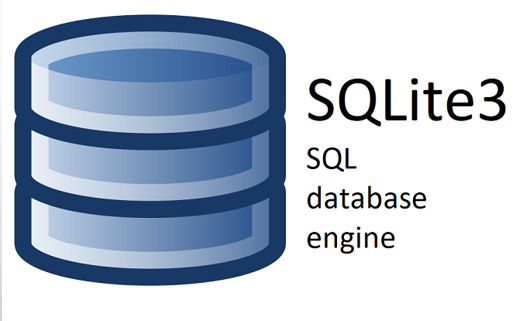 SQLite3
SQL
database
engine